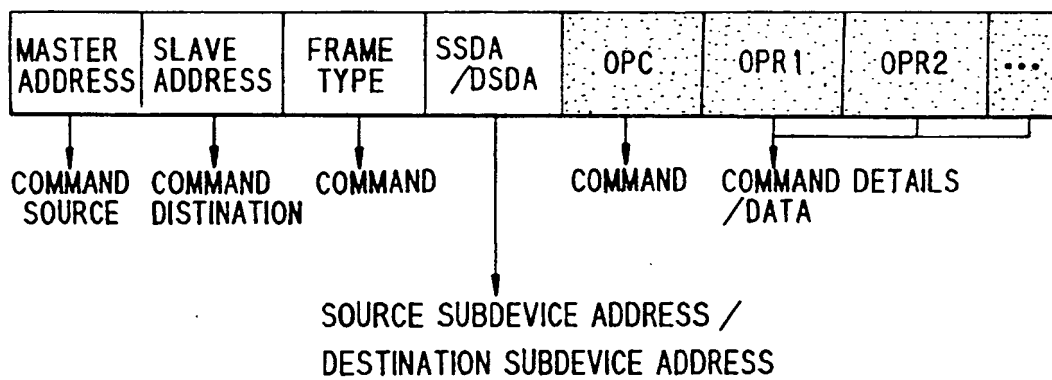 MASTER ADDRESS
SLAVE ADDRESS
FRAME TYPE
SSDA /DSDA
OPC
OPR1
OPR2
...
COMMAND SOURCE
COMMAND DISTINATION
COMMAND
COMMAND
COMMAND DETAILS
/DATA
SOURCE SUBDEVICE ADDRESS /
DESTINATION SUBDEVICE ADDRESS